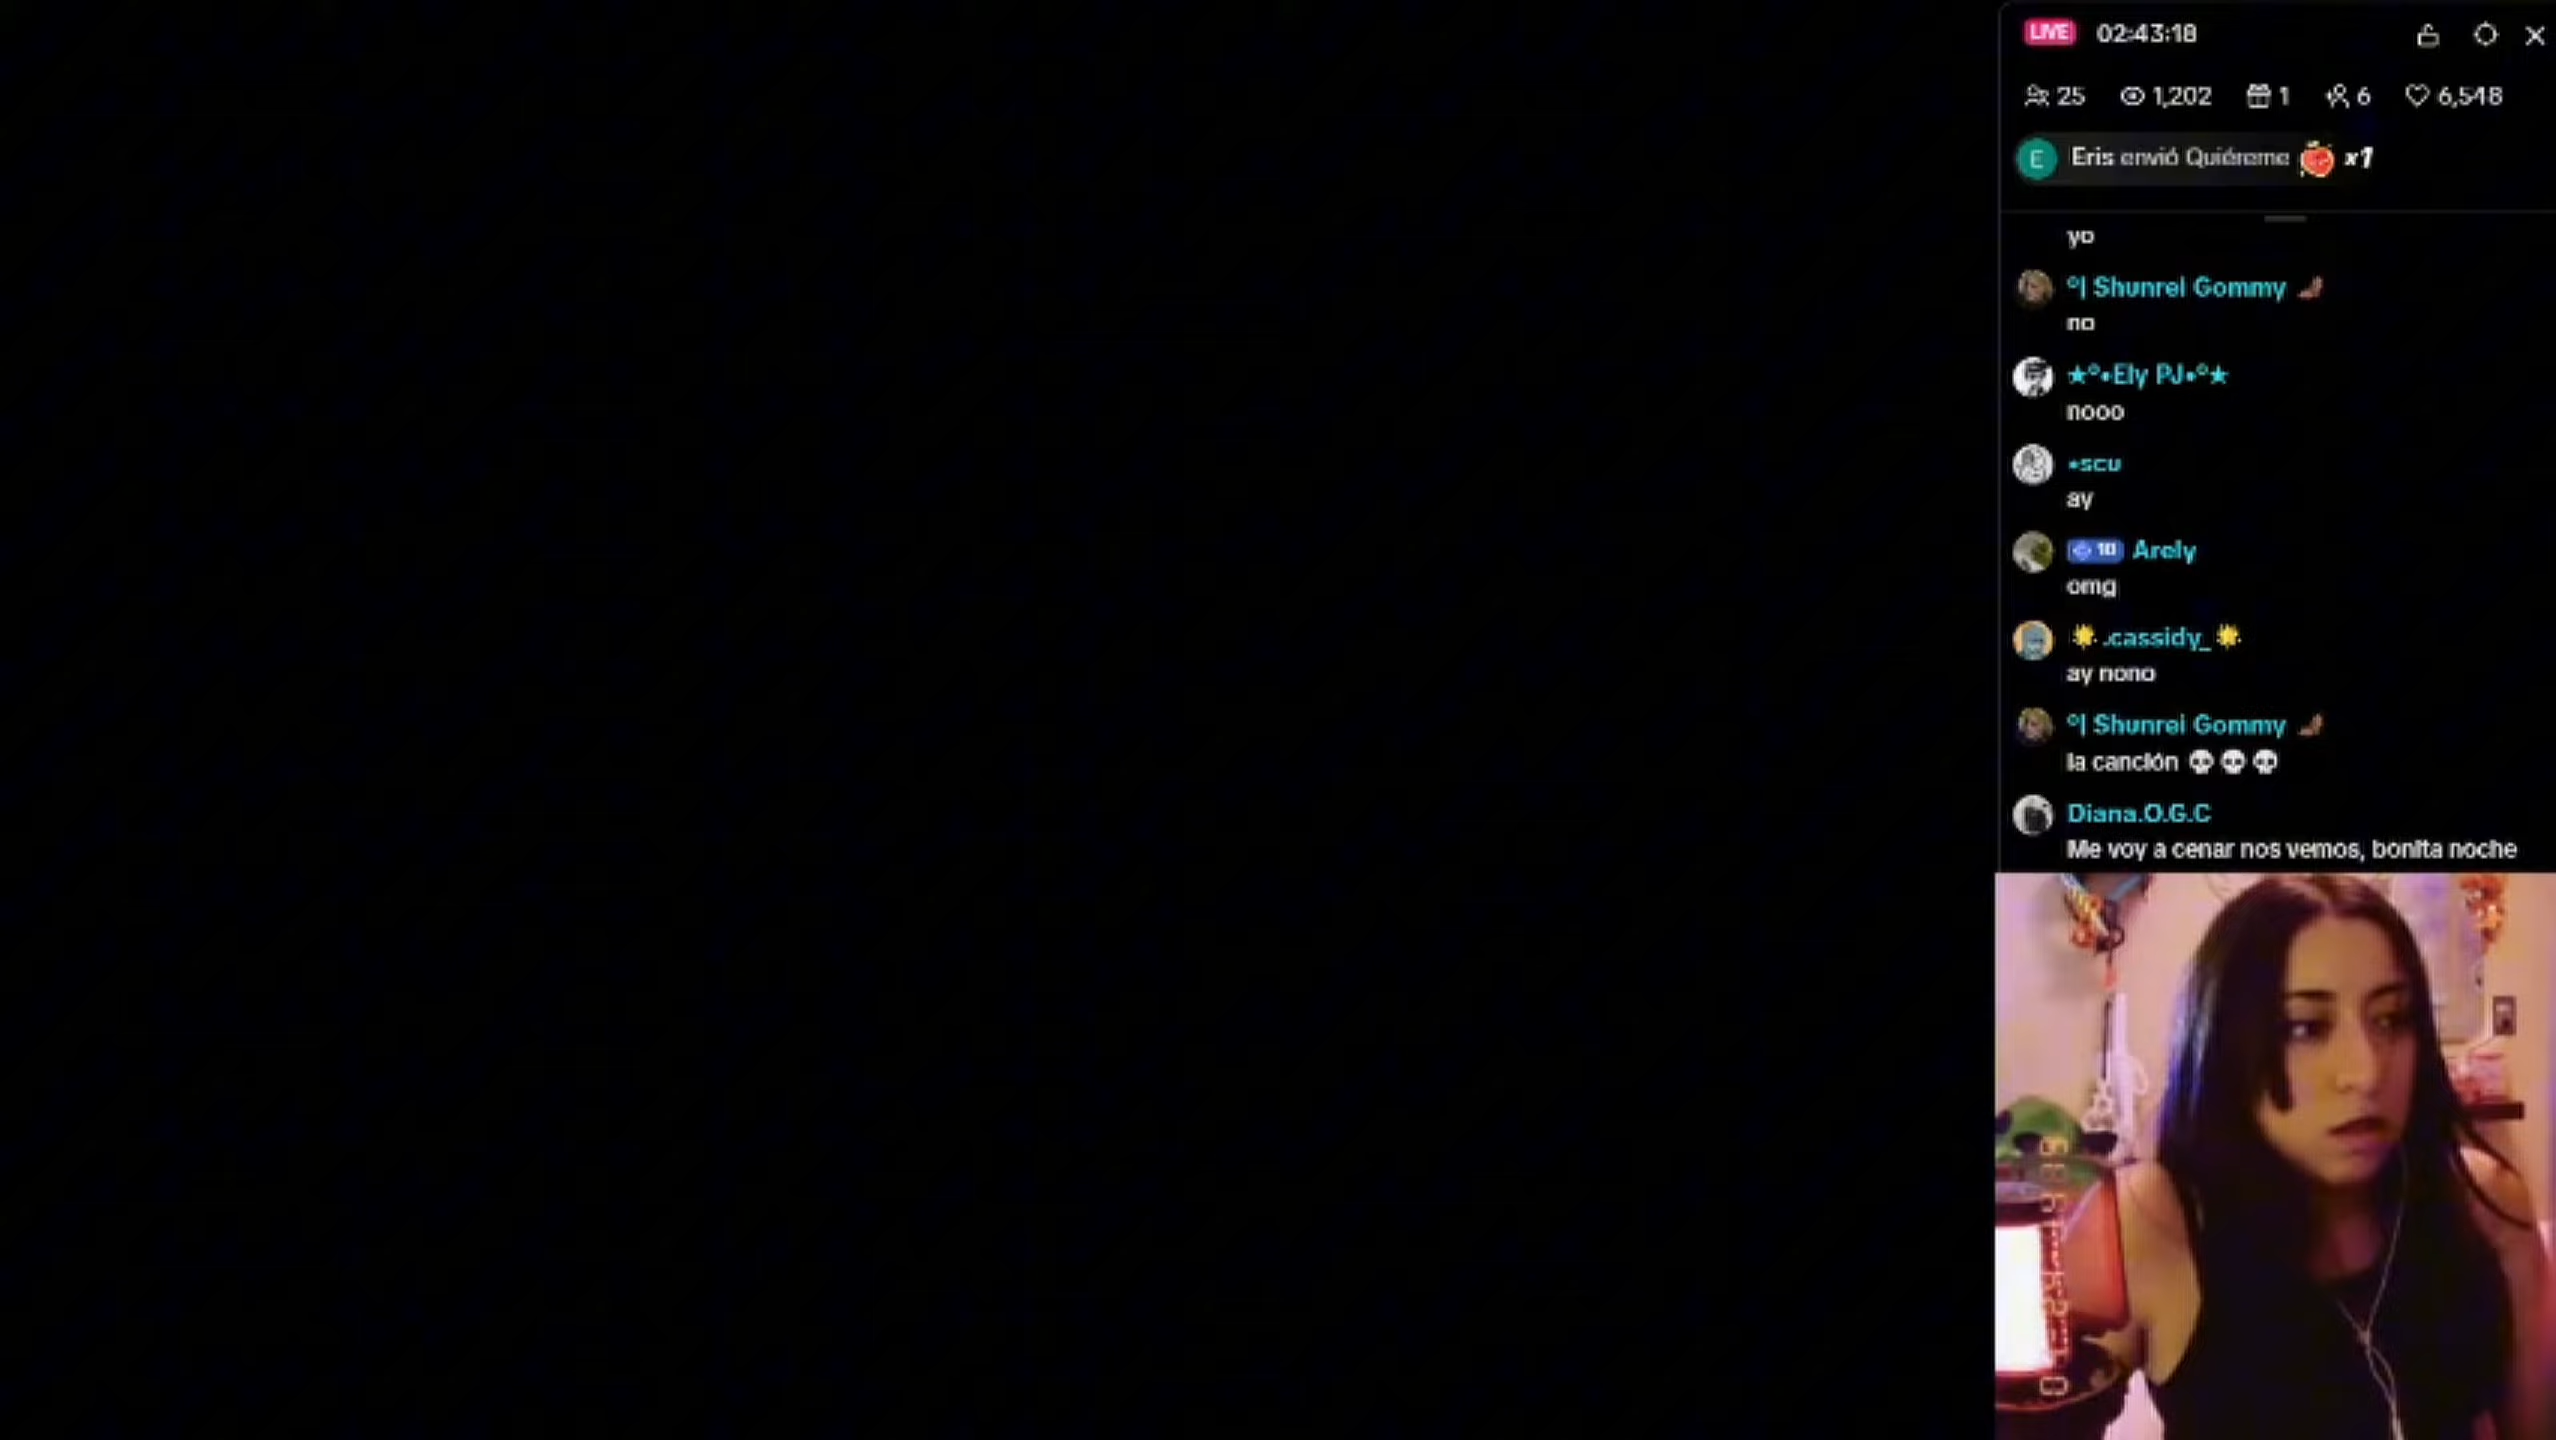 LIVE 02:43:18
25 1,202 1 6 6,548
E Eris envió Quiéreme x1
yo
°| Shunrei Gommy
no
★°•Ely PJ•°★
nooo
•scu
ay
10 Arely
omg
.cassidy_
ay nono
°| Shunrei Gommy
la canción 💀💀💀
Diana.O.G.C
Me voy a cenar nos vemos, bonita noche